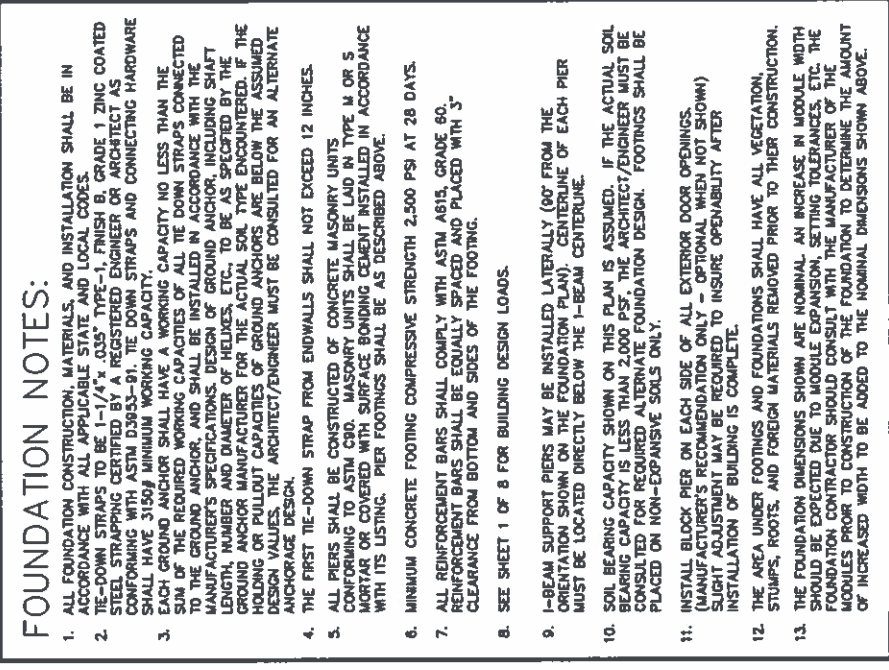 FOUNDATION NOTES:
1. ALL FOUNDATION CONSTRUCTION, MATERIALS, AND INSTALLATION SHALL BE IN
ACCORDANCE WITH ALL APPLICABLE STATE AND LOCAL CODES.
2. TIE-DOWN STRAPS TO BE 1-1/4"x .035" TYPE-1, FINISH B, GRADE 1 ZINC COATED
STEEL STRAPPING CERTIFIED BY A REGISTERED ENGINEER OR ARCHITECT AS
CONFORMING WITH ASTM D3953-91. TIE DOWN STRAPS AND CONNECTING HARDWARE
SHALL HAVE 3150# MINIMUM WORKING CAPACITY.
3. EACH GROUND ANCHOR SHALL HAVE A WORKING CAPACITY NO LESS THAN THE
SUM OF THE REQUIRED WORKING CAPACITIES OF ALL TIE DOWN STRAPS CONNECTED
TO THE GROUND ANCHOR, AND SHALL BE INSTALLED IN ACCORDANCE WITH THE
MANUFACTURER'S SPECIFICATIONS. DESIGN OF GROUND ANCHOR, INCLUDING SHAFT
LENGTH, NUMBER AND DIAMETER OF HELIXES, ETC., TO BE AS SPECIFIED BY THE
GROUND ANCHOR MANUFACTURER FOR THE ACTUAL SOIL TYPE ENCOUNTERED. IF THE
HOLDING OR PULLOUT CAPACITIES OF GROUND ANCHORS ARE BELOW THE ASSUMED
DESIGN VALUES, THE ARCHITECT/ENGINEER MUST BE CONSULTED FOR AN ALTERNATE
ANCHORAGE DESIGN.
4. THE FIRST TIE-DOWN STRAP FROM ENDWALLS SHALL NOT EXCEED 12 INCHES.
5. ALL PIERS SHALL BE CONSTRUCTED OF CONCRETE MASONRY UNITS
CONFORMING TO ASTM C90. MASONRY UNITS SHALL BE LAID IN TYPE M OR S
MORTAR OR COVERED WITH SURFACE BONDING CEMENT INSTALLED IN ACCORDANCE
WITH ITS LISTING. PIER FOOTINGS SHALL BE AS DESCRIBED ABOVE.
6. MINIMUM CONCRETE FOOTING COMPRESSIVE STRENGTH 2,500 PSI AT 28 DAYS.
7. ALL REINFORCEMENT BARS SHALL COMPLY WITH ASTM A615, GRADE 60.
REINFORCEMENT BARS SHALL BE EQUALLY SPACED AND PLACED WITH 3"
CLEARANCE FROM BOTTOM AND SIDES OF THE FOOTING.
8. SEE SHEET 1 OF 8 FOR BUILDING DESIGN LOADS.
9. I-BEAM SUPPORT PIERS MAY BE INSTALLED LATERALLY (90° FROM THE
ORIENTATION SHOWN ON THE FOUNDATION PLAN). CENTERLINE OF EACH PIER
MUST BE LOCATED DIRECTLY BELOW THE I-BEAM CENTERLINE.
10. SOIL BEARING CAPACITY SHOWN ON THIS PLAN IS ASSUMED. IF THE ACTUAL SOIL
BEARING CAPACITY IS LESS THAN 2,000 PSF, THE ARCHITECT/ENGINEER MUST BE
CONSULTED FOR REQUIRED ALTERNATE FOUNDATION DESIGN. FOOTINGS SHALL BE
PLACED ON NON-EXPANSIVE SOILS ONLY.
11. INSTALL BLOCK PIER ON EACH SIDE OF ALL EXTERIOR DOOR OPENINGS.
(MANUFACTURER'S RECOMMENDATION ONLY - OPTIONAL WHEN NOT SHOWN)
SLIGHT ADJUSTMENT MAY BE REQUIRED TO INSURE OPENABILITY AFTER
INSTALLATION OF BUILDING IS COMPLETE.
12. THE AREA UNDER FOOTINGS AND FOUNDATIONS SHALL HAVE ALL VEGETATION,
STUMPS, ROOTS, AND FOREIGN MATERIALS REMOVED PRIOR TO THEIR CONSTRUCTION.
13. THE FOUNDATION DIMENSIONS SHOWN ARE NOMINAL. AN INCREASE IN MODULE WIDTH
SHOULD BE EXPECTED DUE TO MODULE EXPANSION, SETTING TOLERANCES, ETC. THE
FOUNDATION CONTRACTOR SHOULD CONSULT WITH THE MANUFACTURER OF THE
MODULES PRIOR TO CONSTRUCTION OF THE FOUNDATION TO DETERMINE THE AMOUNT
OF INCREASED WIDTH TO BE ADDED TO THE NOMINAL DIMENSIONS SHOWN ABOVE.